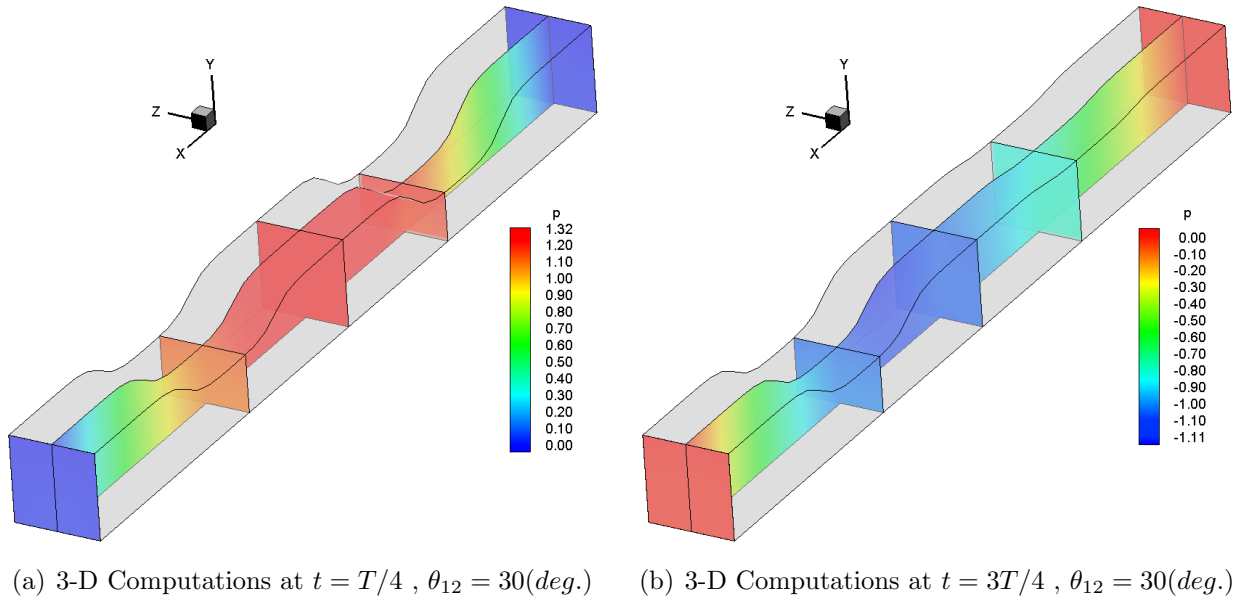 Y
Z
X
p
1.32
1.20
1.10
1.00
0.90
0.80
0.70
0.60
0.50
0.40
0.30
0.20
0.10
0.00
Y
Z
X
p
0.00
-0.10
-0.20
-0.30
-0.40
-0.50
-0.60
-0.70
-0.80
-0.90
-1.00
-1.11
(a) 3-D Computations at t = T/4 , θ12 = 30(deg.)
(b) 3-D Computations at t = 3T/4 , θ12 = 30(deg.)